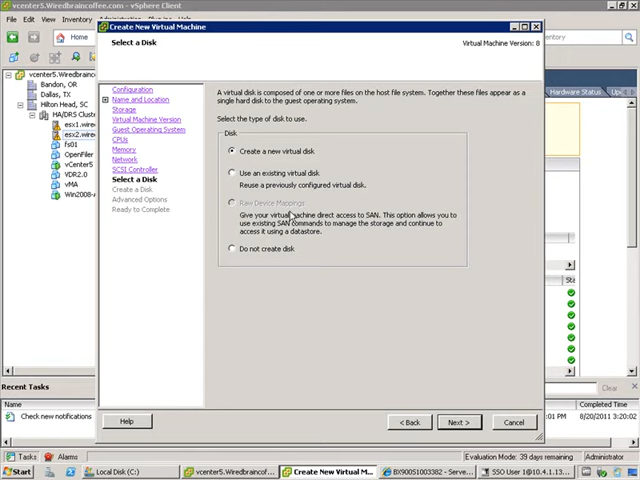 vcenter5.Wiredbraincoffee.com - vSphere Client
File Edit View Inventory
Home
Create New Virtual Machine
Select a Disk
Virtual Machine Version: 8
vcenter5.Wiredbrainc
Bandon, OR
Dallas, TX
Hilton Head, SC
HA/DRS Cluste
esx1.wire
esx2.wire
fs01
OpenFiler
vCenter5
VDR2.0
vMA
Win2008-
Configuration
Name and Location
Storage
Virtual Machine Version
Guest Operating System
CPUs
Memory
Network
SCSI Controller
Select a Disk
Create a Disk
Advanced Options
Ready to Complete
A virtual disk is composed of one or more files on the host file system. Together these files appear as a single hard disk to the guest operating system.
Select the type of disk to use.
Disk
Create a new virtual disk
Use an existing virtual disk
Reuse a previously configured virtual disk.
Raw Device Mappings
Give your virtual machine direct access to SAN. This option allows you to
use existing SAN commands to manage the storage and continue to
access it using a datastore.
Do not create disk
Hardware Status
Help
< Back
Next >
Cancel
Recent Tasks
Clear
Name
Completed Time
Check new notifications
8/20/2011 3:20:02
Tasks
Alarms
Evaluation Mode: 39 days remaining
Administrator
Start
Local Disk (C:)
vcenter5.Wiredbraincof...
Create New Virtual M...
BX90051003382 - Serve...
SSO User 1@10.4.1.13...